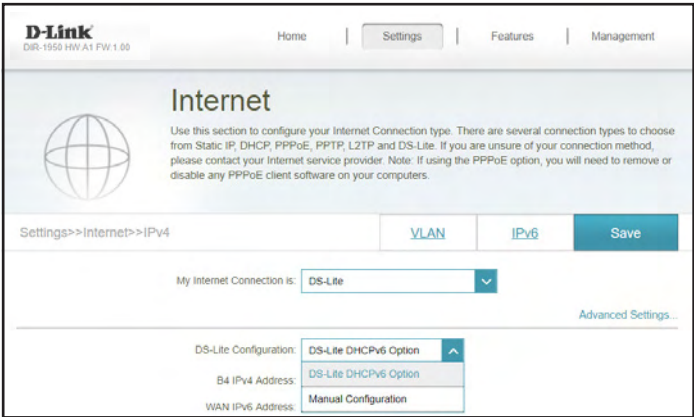 D-Link
DIR-1950 HW:A1 FW:1.00
Home | Settings | Features | Management
Internet
Use this section to configure your Internet Connection type. There are several connection types to choose
from Static IP, DHCP, PPPoE, PPTP, L2TP and DS-Lite. If you are unsure of your connection method,
please contact your Internet service provider. Note: If using the PPPoE option, you will need to remove or
disable any PPPoE client software on your computers.
Settings>>Internet>>IPv4
VLAN
IPv6
Save
My Internet Connection is: DS-Lite
Advanced Settings...
DS-Lite Configuration: DS-Lite DHCPv6 Option
DS-Lite DHCPv6 Option
B4 IPv4 Address:
Manual Configuration
WAN IPv6 Address: